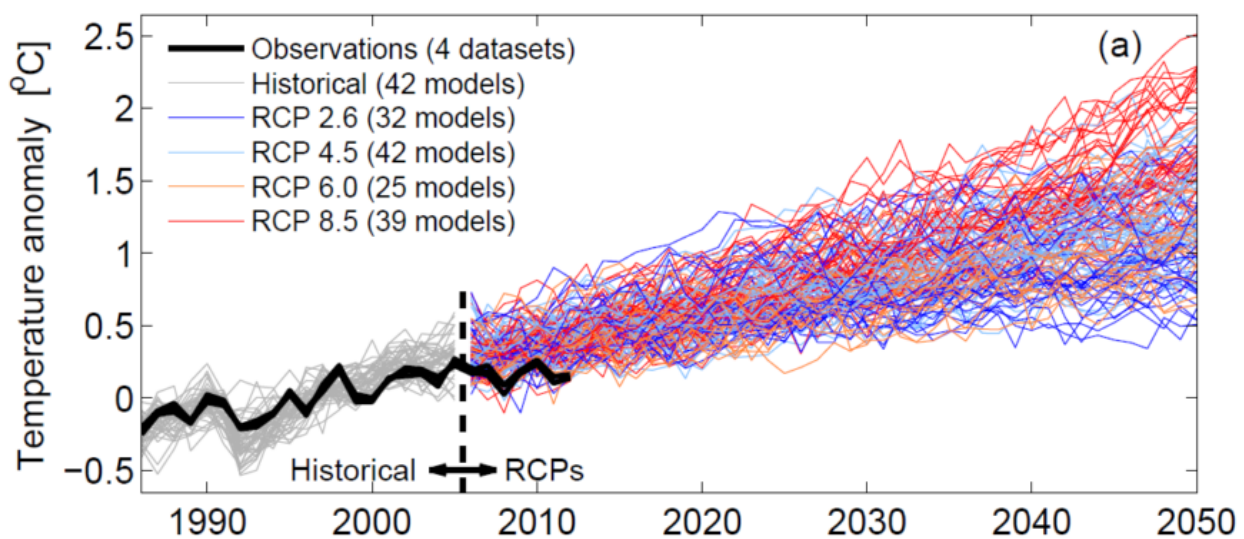 Temperature anomaly [°C]
2.5
2
1.5
1
0.5
0
−0.5
Observations (4 datasets)
Historical (42 models)
RCP 2.6 (32 models)
RCP 4.5 (42 models)
RCP 6.0 (25 models)
RCP 8.5 (39 models)
(a)
Historical RCPs
1990 2000 2010 2020 2030 2040 2050